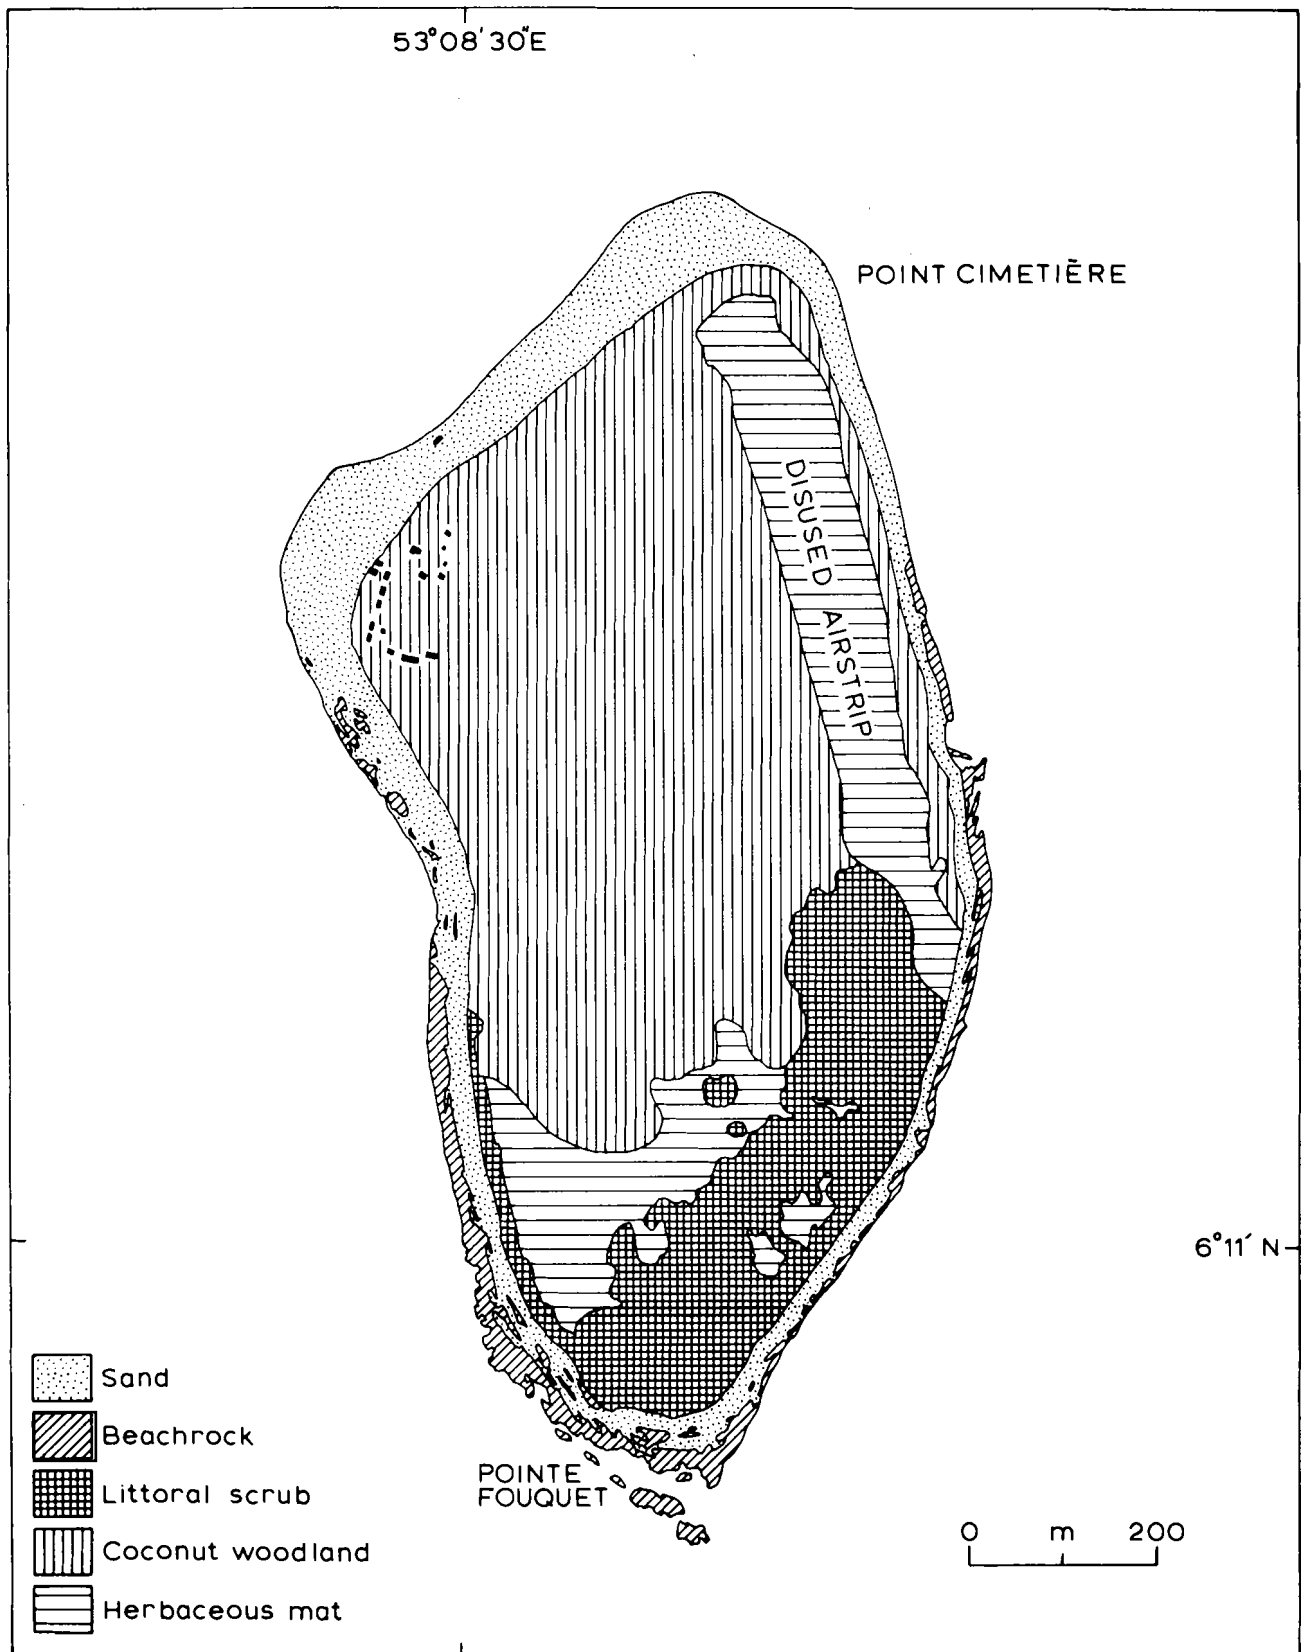 53°08'30"E
POINT CIMETIÈRE
DISUSED AIRSTRIP
6°11' N
Sand
Beachrock
Littoral scrub
Coconut woodland
Herbaceous mat
POINTE
FOUQUET
0 m 200